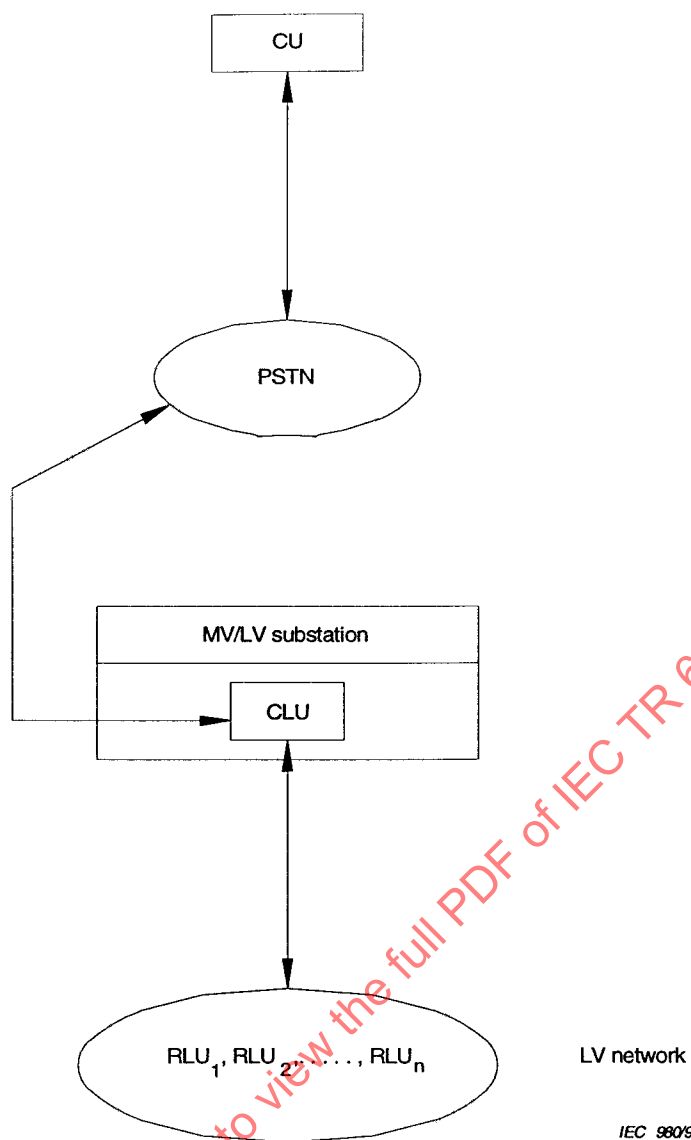 CU
PSTN
MV/LV substation
CLU
RLU1, RLU2, . . . . ., RLUn
LV network
to view the full PDF of IEC TR 6
IEC 980/9